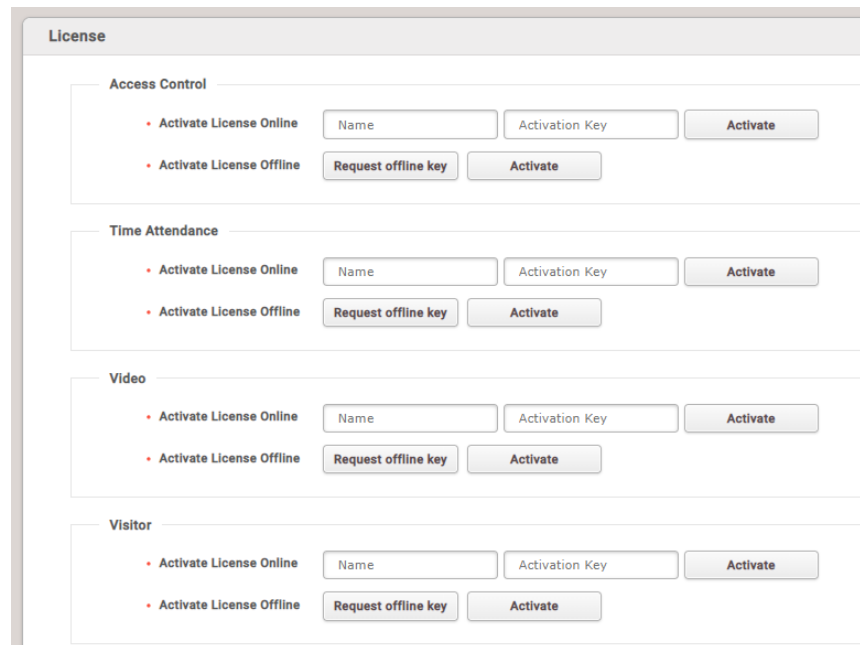 License
Access Control
Activate License Online Name Activation Key Activate
Activate License Offline Request offline key Activate
Time Attendance
Activate License Online Name Activation Key Activate
Activate License Offline Request offline key Activate
Video
Activate License Online Name Activation Key Activate
Activate License Offline Request offline key Activate
Visitor
Activate License Online Name Activation Key Activate
Activate License Offline Request offline key Activate